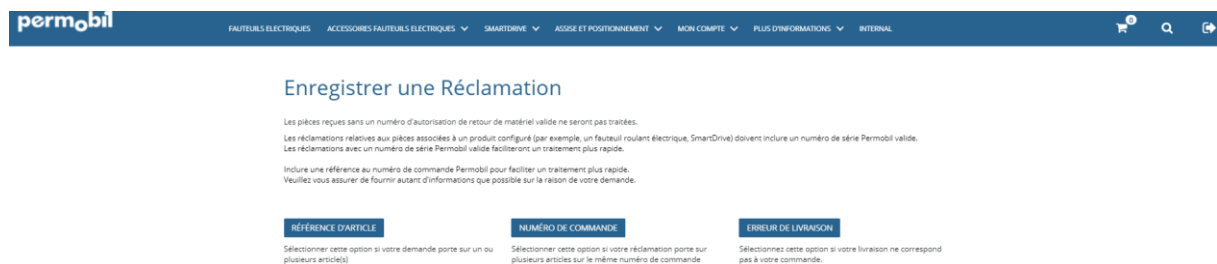 permobil
FAUTEUILS ELECTRIQUES ACCESSOIRES FAUTEUILS ELECTRIQUES SMARTDRIVE ASSISE ET POSITIONNEMENT MON COMPTE PLUS D'INFORMATIONS INTERNAL 0
Enregistrer une Réclamation
Les pièces reçues sans un numéro d'autorisation de retour de matériel valide ne seront pas traitées.
Les réclamations relatives aux pièces associées à un produit configuré (par exemple, un fauteuil roulant électrique, SmartDrive) doivent inclure un numéro de série Permobil valide.
Les réclamations avec un numéro de série Permobil valide faciliteront un traitement plus rapide.
Inclure une référence au numéro de commande Permobil pour faciliter un traitement plus rapide.
Veuillez vous assurer de fournir autant d'informations que possible sur la raison de votre demande.
RÉFÉRENCE D'ARTICLE
Sélectionner cette option si votre demande porte sur un ou
plusieurs article(s)
NUMÉRO DE COMMANDE
Sélectionner cette option si votre réclamation porte sur
plusieurs articles sur le même numéro de commande
ERREUR DE LIVRAISON
Sélectionnez cette option si votre livraison ne correspond
pas à votre commande.